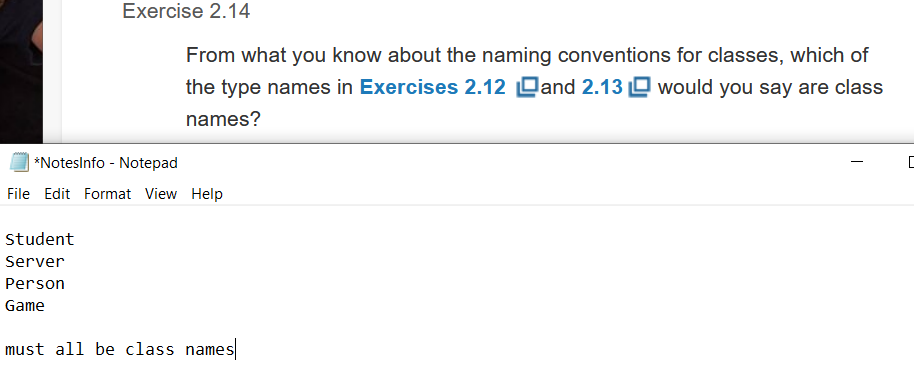 Exercise 2.14
From what you know about the naming conventions for classes, which of
the type names in Exercises 2.12 and 2.13 would you say are class
names?
*NotesInfo - Notepad
File Edit Format View Help
Student
Server
Person
Game
must all be class names